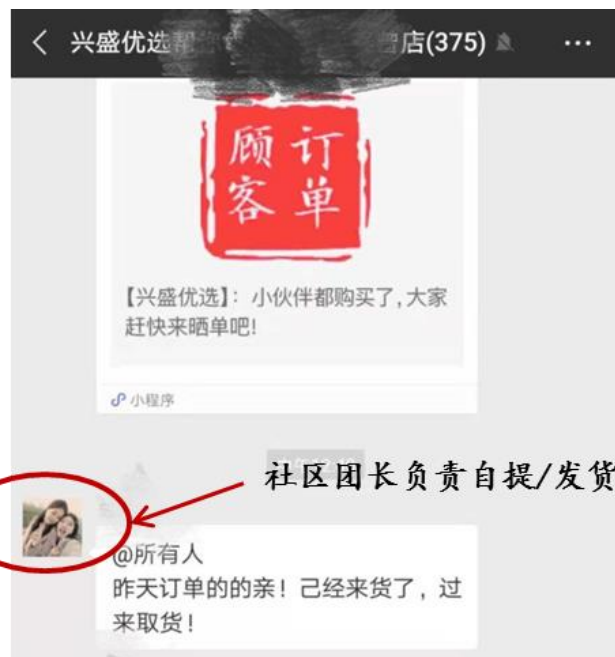 兴盛优选
店(375)
顾订
客单
【兴盛优选】：小伙伴都购买了,大家
赶快来晒单吧!
小程序
社区团长负责自提/发货
@所有人
昨天订单的的亲！己经来货了，过
来取货！